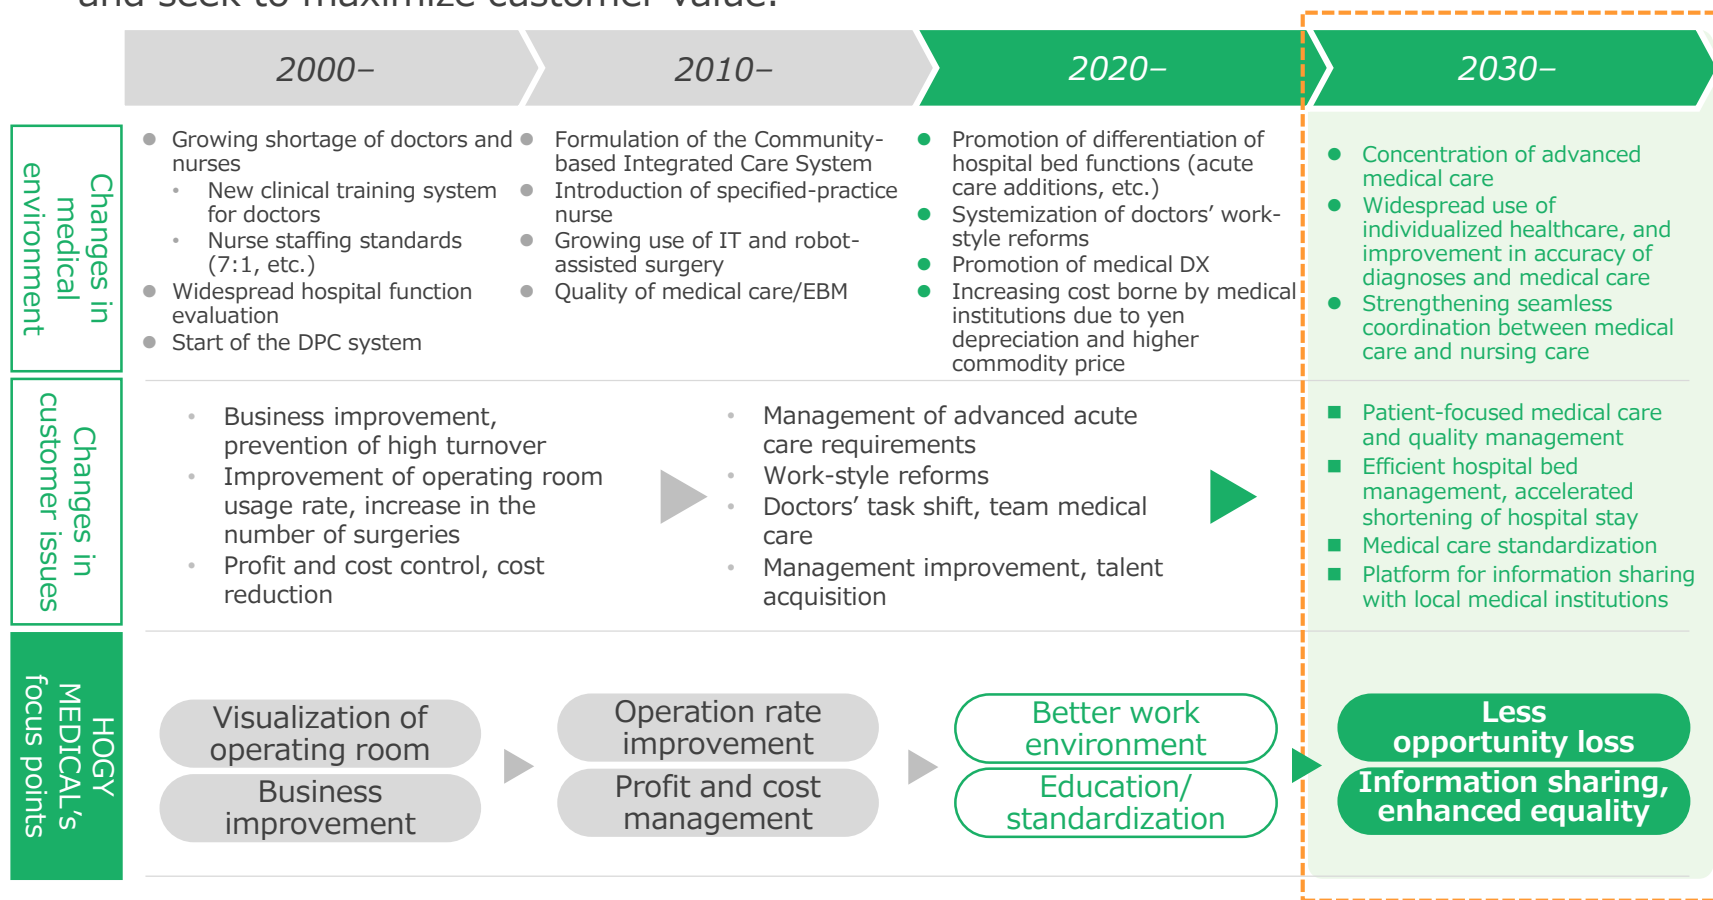 and seek to maximize customer value.
2000–
2010–
2020–
2030–
Changes in
medical
environment
Growing shortage of doctors and
nurses
New clinical training system
for doctors
Nurse staffing standards
(7:1, etc.)
Widespread hospital function
evaluation
Start of the DPC system
Formulation of the Community-
based Integrated Care System
Introduction of specified-practice
nurse
Growing use of IT and robot-
assisted surgery
Quality of medical care/EBM
Promotion of differentiation of
hospital bed functions (acute
care additions, etc.)
Systemization of doctors’ work-
style reforms
Promotion of medical DX
Increasing cost borne by medical
institutions due to yen
depreciation and higher
commodity price
Concentration of advanced
medical care
Widespread use of
individualized healthcare, and
improvement in accuracy of
diagnoses and medical care
Strengthening seamless
coordination between medical
care and nursing care
Changes in
customer issues
Business improvement,
prevention of high turnover
Improvement of operating room
usage rate, increase in the
number of surgeries
Profit and cost control, cost
reduction
Management of advanced acute
care requirements
Work-style reforms
Doctors’ task shift, team medical
care
Management improvement, talent
acquisition
Patient-focused medical care
and quality management
Efficient hospital bed
management, accelerated
shortening of hospital stay
Medical care standardization
Platform for information sharing
with local medical institutions
HOGY
MEDICAL’s
focus points
Visualization of
operating room
Business
improvement
Operation rate
improvement
Profit and cost
management
Better work
environment
Education/
standardization
Less
opportunity loss
Information sharing,
enhanced equality